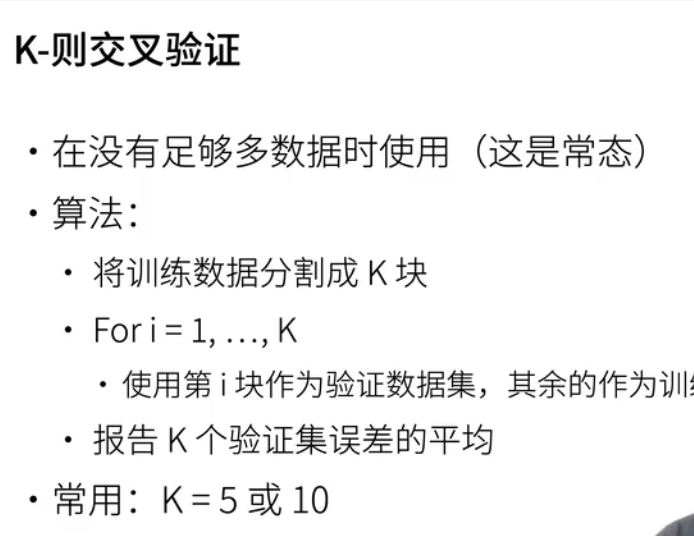 K-则交叉验证
• 在没有足够多数据时使用（这是常态）
• 算法：
• 将训练数据分割成 K 块
• For i = 1, …, K
• 使用第 i 块作为验证数据集，其余的作为训
• 报告 K 个验证集误差的平均
• 常用：K = 5 或 10